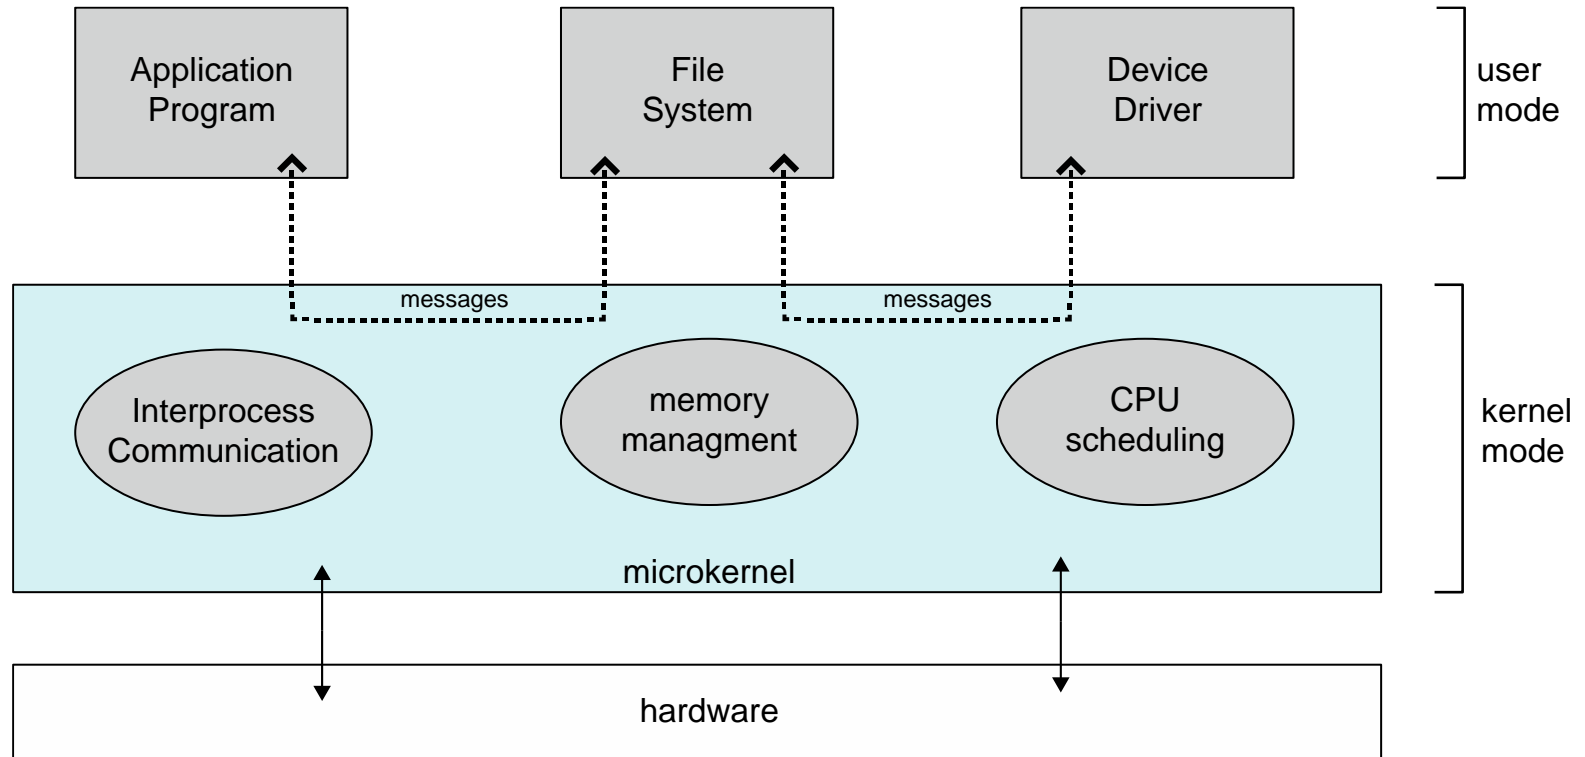 Application
Program
File
System
Device
Driver
user
mode
messages
messages
Interprocess
Communication
memory
managment
CPU
scheduling
kernel
mode
microkernel
hardware